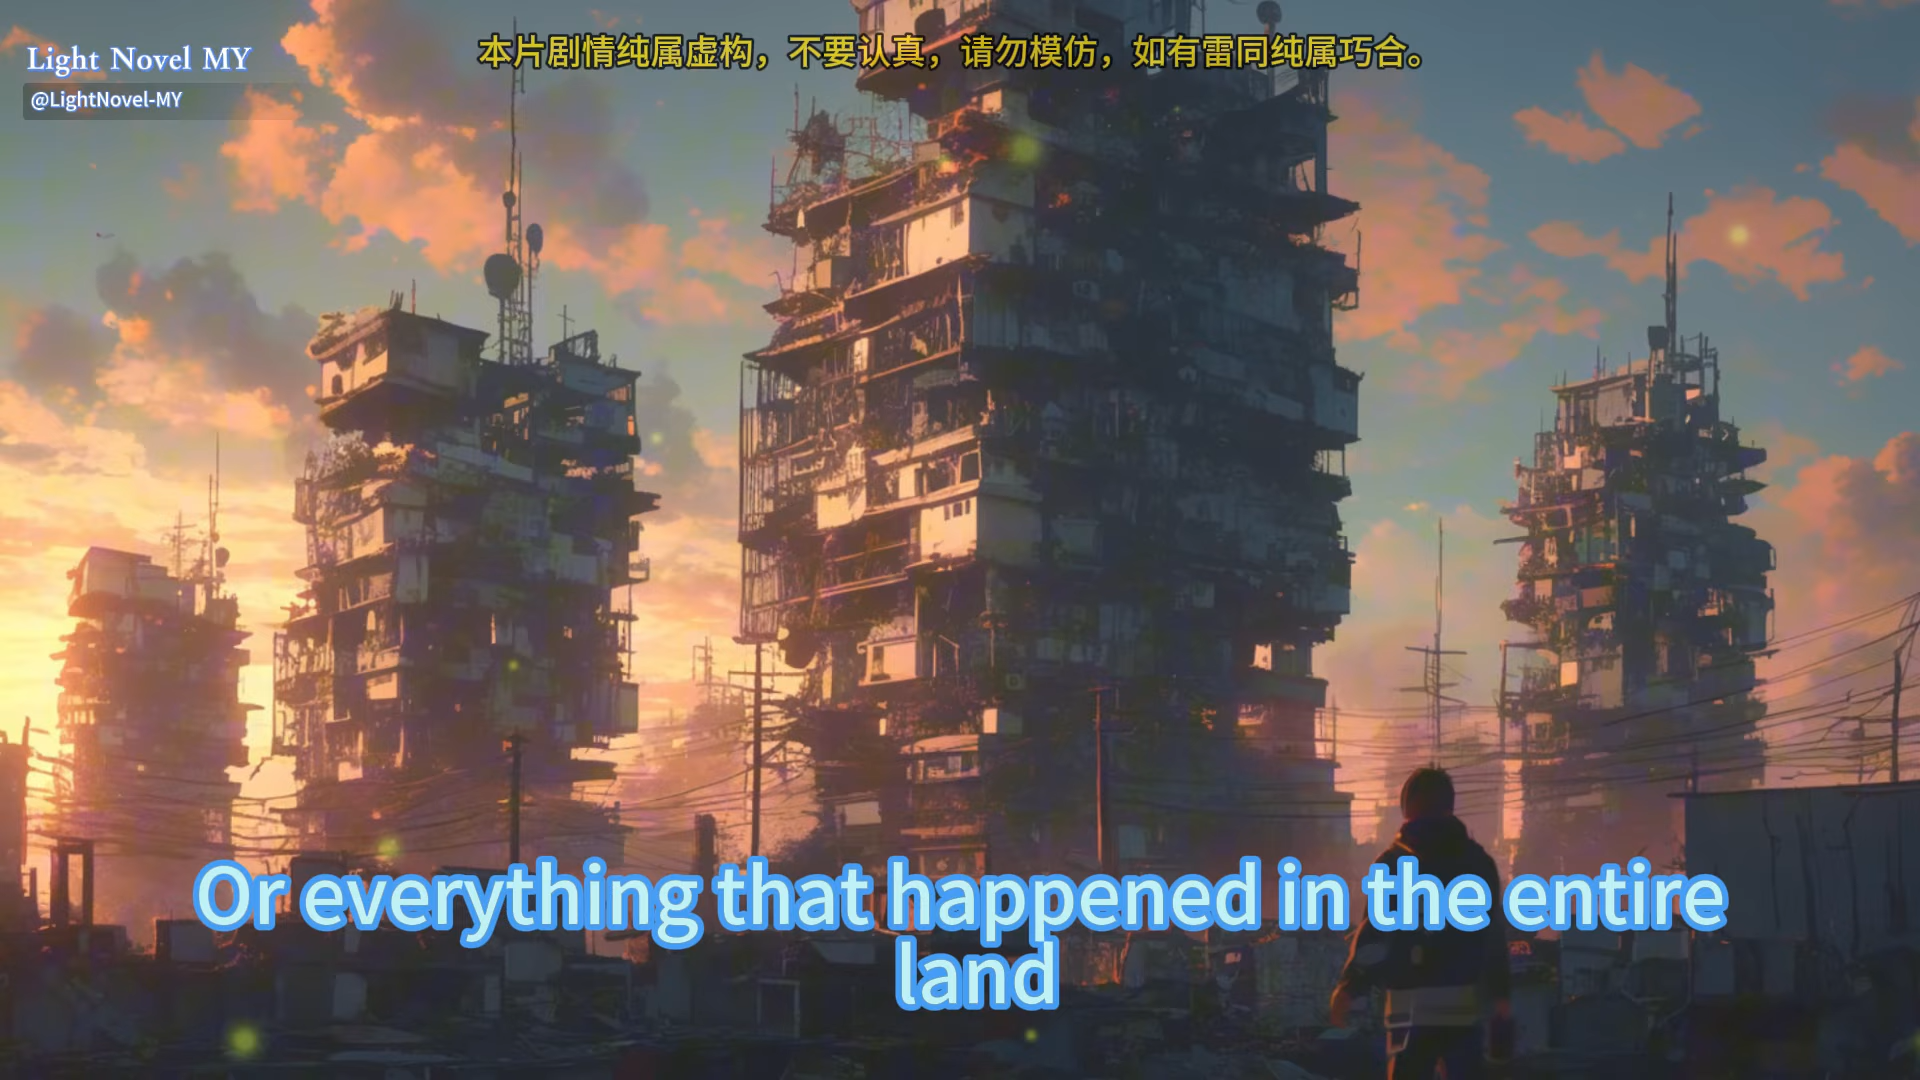 Light Novel MY
@LightNovel-MY
本片剧情纯属虚构，不要认真，请勿模仿，如有雷同纯属巧合。
Or everything that happened in the entire
land